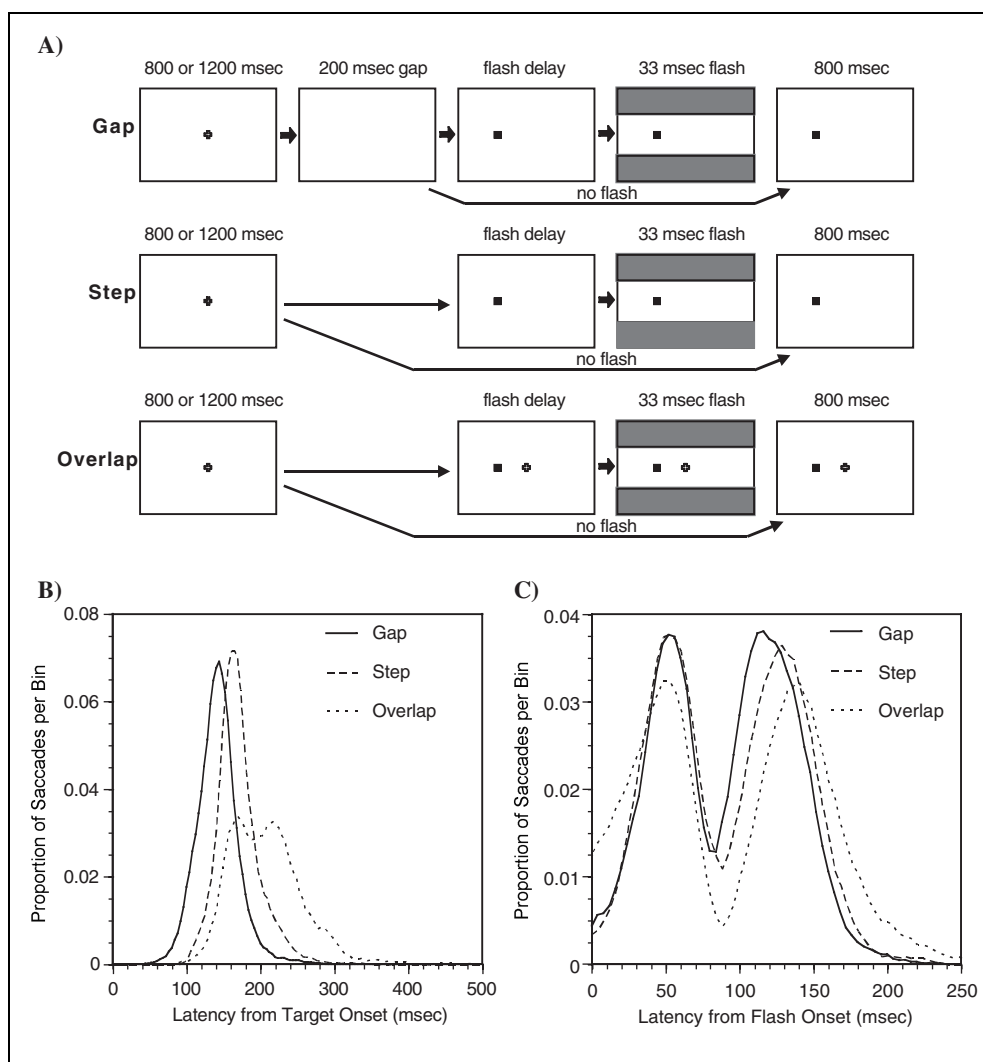 A)
800 or 1200 msec 200 msec gap flash delay 33 msec flash 800 msec
Gap
no flash
800 or 1200 msec flash delay 33 msec flash 800 msec
Step
no flash
800 or 1200 msec flash delay 33 msec flash 800 msec
Overlap
no flash
B)
0.08
0.06
0.04
0.02
0
Proportion of Saccades per Bin
Gap
Step
Overlap
0 100 200 300 400 500
Latency from Target Onset (msec)
C)
0.04
0.03
0.02
0.01
0
Proportion of Saccades per Bin
Gap
Step
Overlap
0 50 100 150 200 250
Latency from Flash Onset (msec)